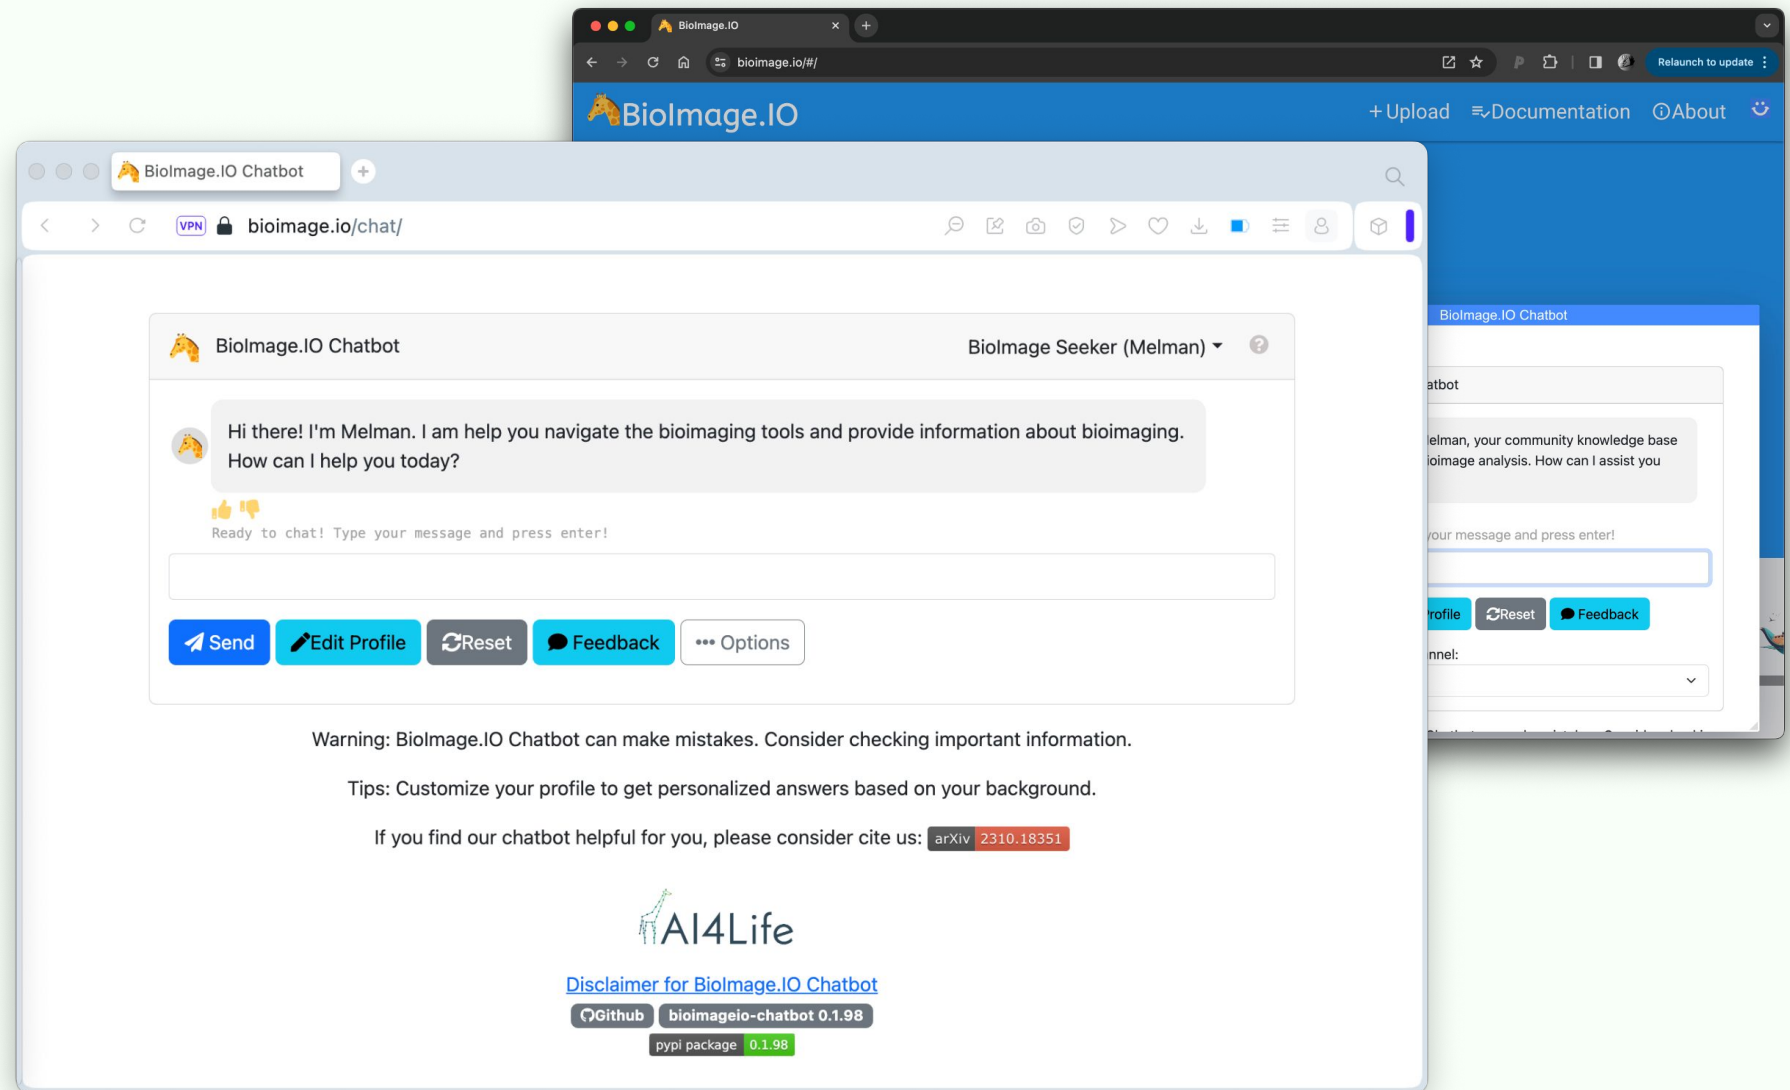 BioImage.IO
bioimage.io/#/
Relaunch to update
BioImage.IO
+Upload Documentation About
BioImage.IO Chatbot
VPN bioimage.io/chat/
BioImage.IO Chatbot
BioImage Seeker (Melman)
Hi there! I'm Melman. I am help you navigate the bioimaging tools and provide information about bioimaging.
How can I help you today?
Ready to chat! Type your message and press enter!
Send Edit Profile Reset Feedback ••• Options
Warning: BioImage.IO Chatbot can make mistakes. Consider checking important information.
Tips: Customize your profile to get personalized answers based on your background.
If you find our chatbot helpful for you, please consider cite us: arXiv 2310.18351
AI4Life
Disclaimer for BioImage.IO Chatbot
Github bioimageio-chatbot 0.1.98
pypi package 0.1.98
BioImage.IO Chatbot
atbot
elman, your community knowledge base
ioimage analysis. How can I assist you
your message and press enter!
rofile Reset Feedback
nnel: